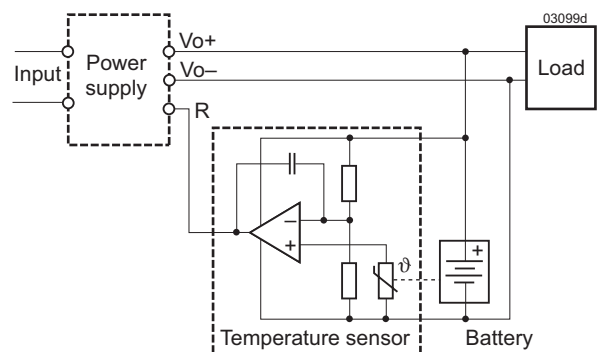 03099d
Vo+
Input
Power
supply
Vo–
Load
R
–
+
ϑ
+
Temperature sensor
Battery